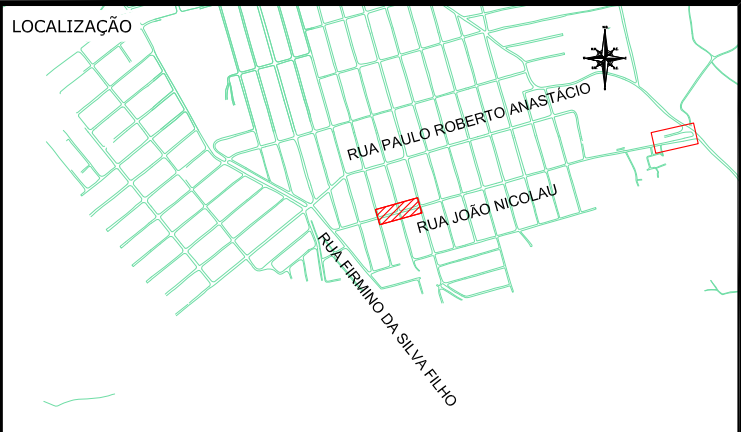 LOCALIZAÇÃO
RUA PAULO ROBERTO ANASTÁCIO
RUA JOÃO NICOLAU
RUA FIRMINO DA SILVA FILHO